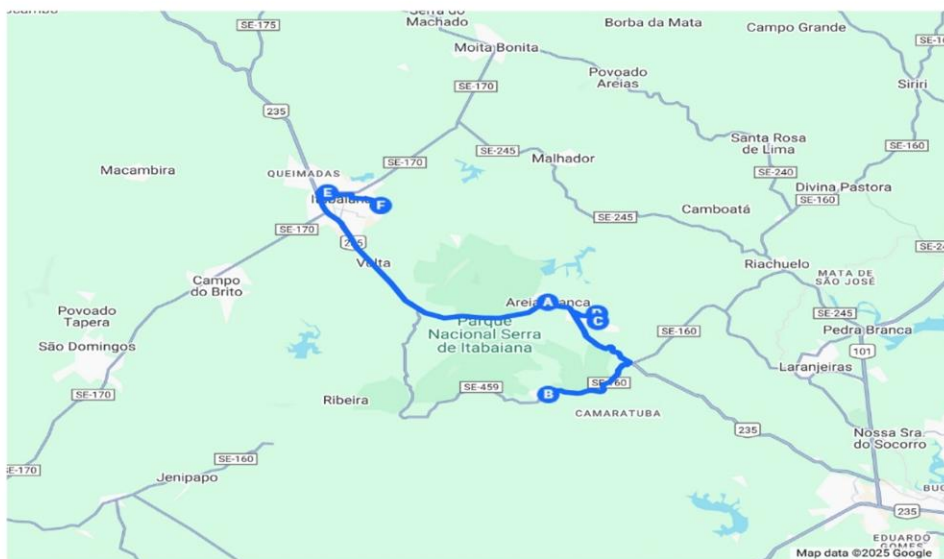 SE-175
SERRA DO
MACHADO
Borba da Mata
Campo Grande
SE-160
Moita Bonita
Povoado
Areias
Siriri
235
SE-170
Santa Rosa
de Lima
SE-160
SE-245
Malhador
SE-170
SE-240
Macambira
QUEIMADAS
Divina Pastora
E
SE-160
F
Camboatá
SE-245
SE-170
Volta
Riachuelo
MATA DE
SÃO JOSÉ
Campo
do Brito
A
SE-245
Povoado
Tapera
C
Parque
Nacional Serra
de Itabaiana
SE-160
Pedra Branca
São Domingos
101
Laranjeiras
SE-459
B
SE-170
Ribeira
CAMARATUBA
235
Nossa Sra.
do Socorro
SE-160
SE-170
Jenipapo
235
EDUARDO
GOMES
Map data ©2025 Google